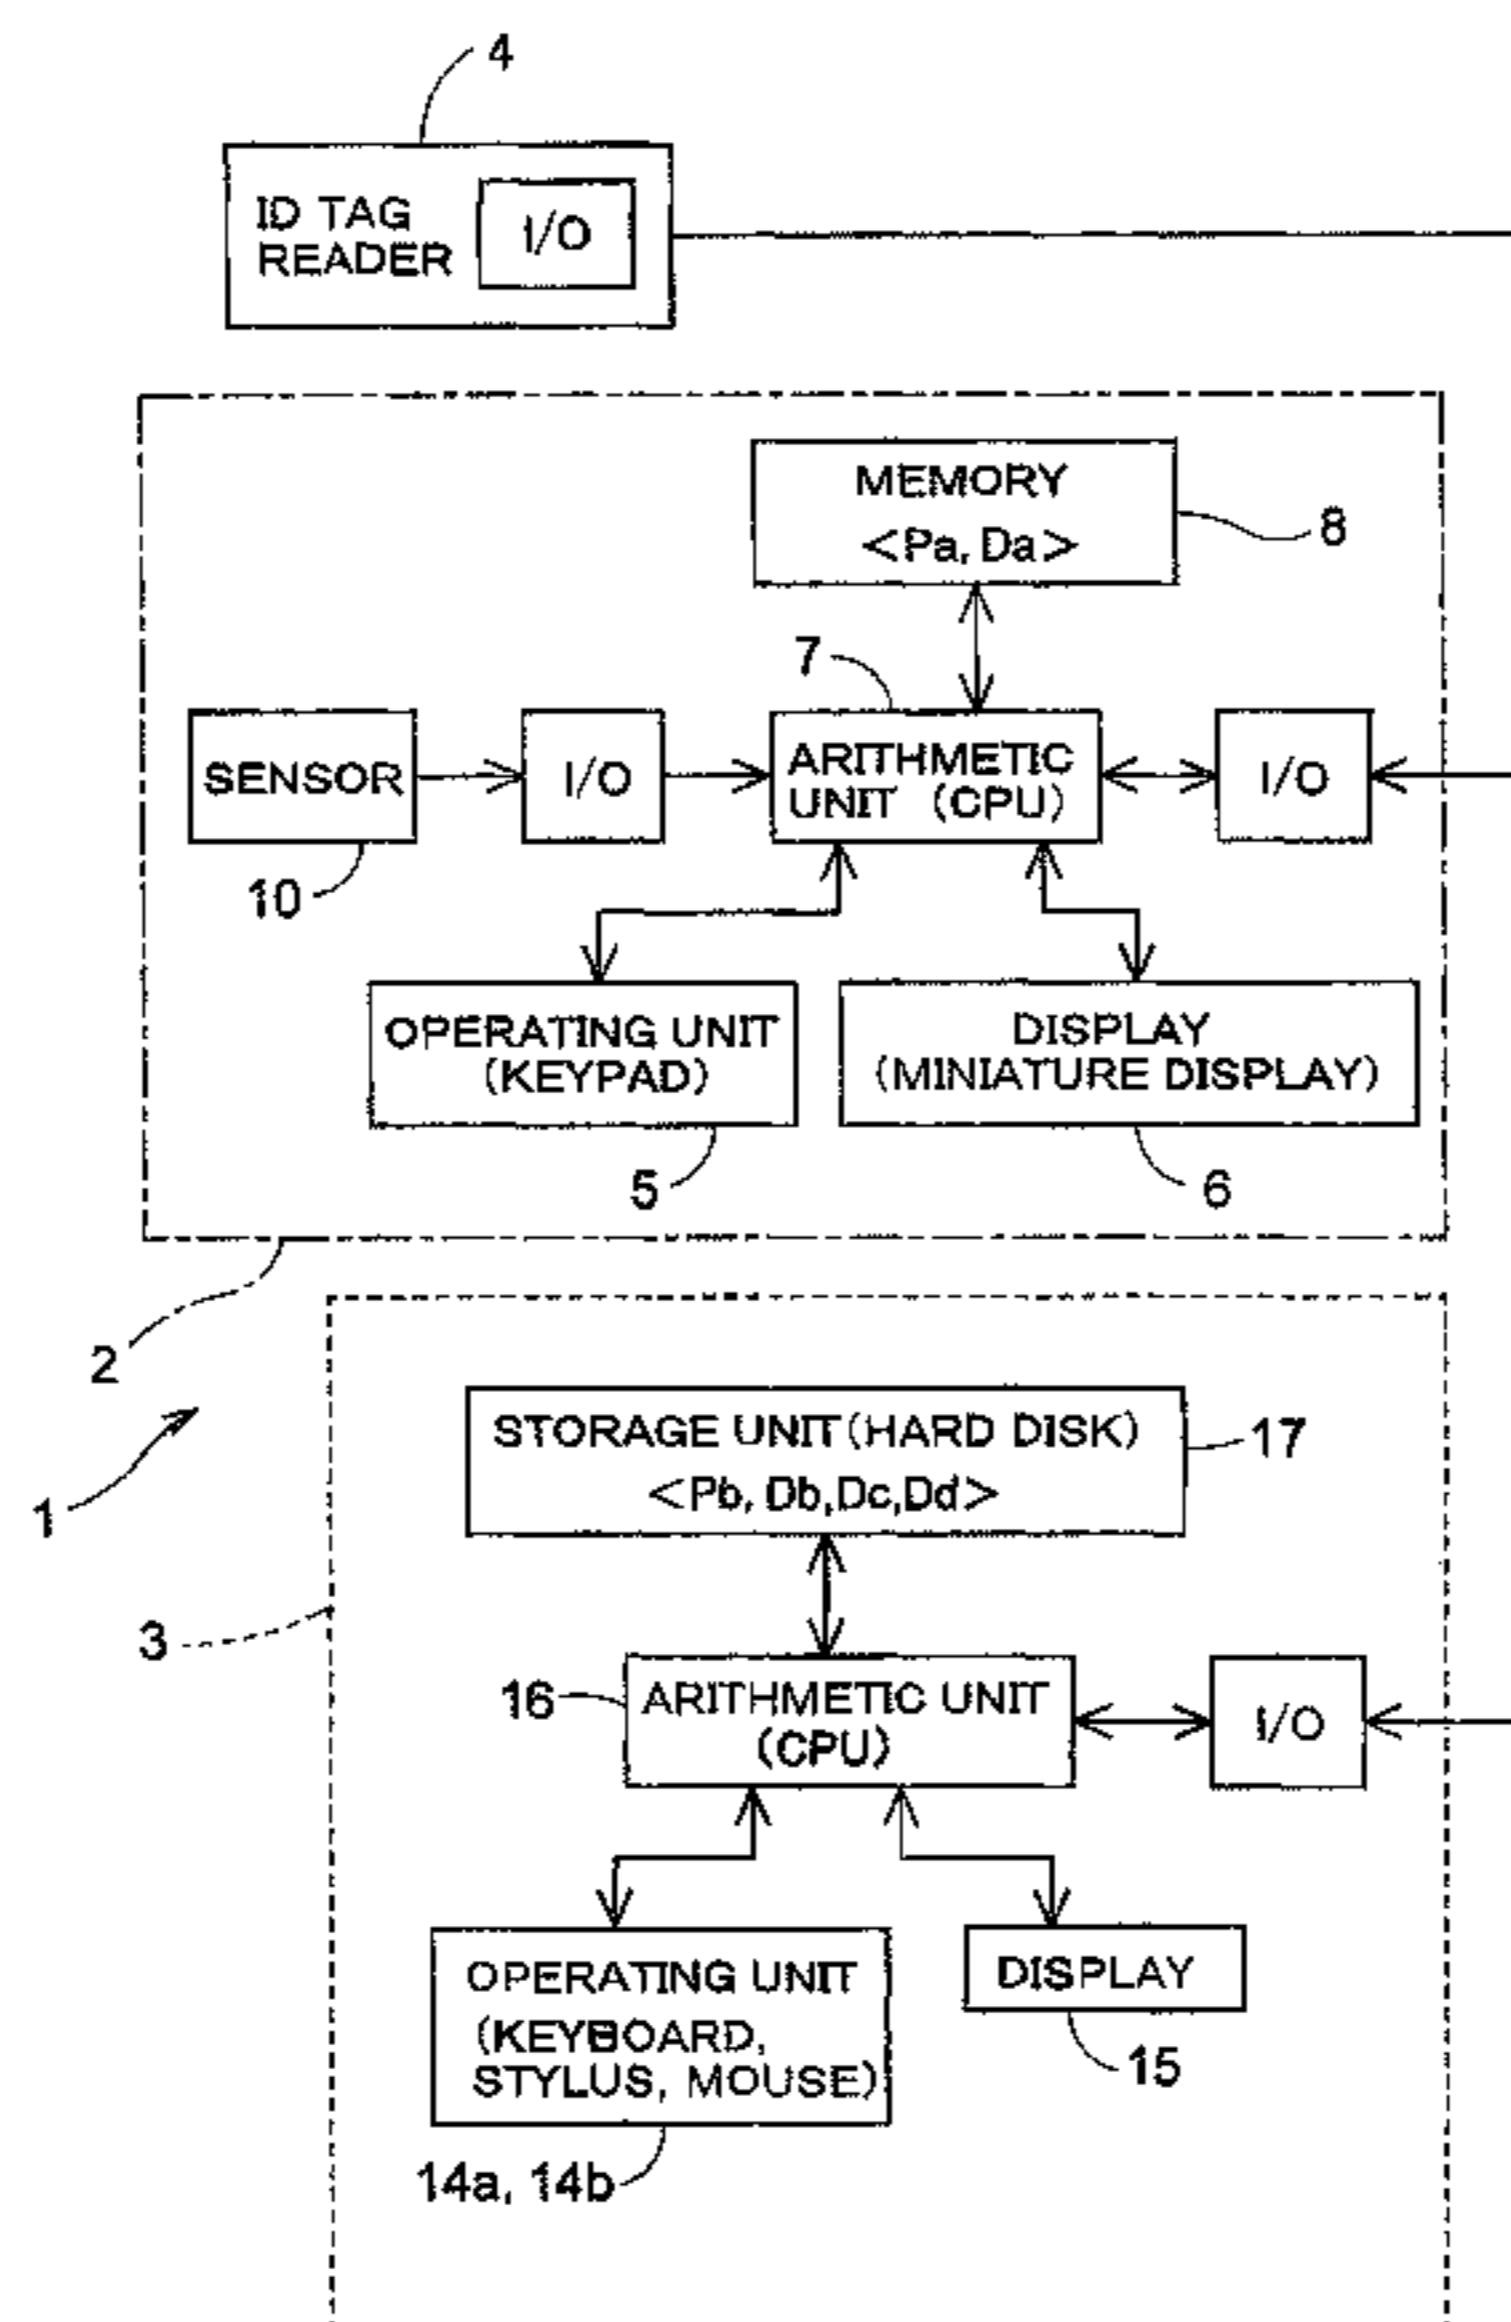 4
ID TAG
READER
I/O
MEMORY
<Pa, Da>
8
7
SENSOR
I/O
ARITHMETIC
UNIT (CPU)
I/O
10
OPERATING UNIT
(KEYPAD)
DISPLAY
(MINIATURE DISPLAY)
5
6
2
STORAGE UNIT(HARD DISK)
<Pb, Db,Dc,Dd>
17
1
3
16
ARITHMETIC UNIT
(CPU)
I/O
OPERATING UNIT
(KEYBOARD,
STYLUS, MOUSE)
DISPLAY
15
14a, 14b